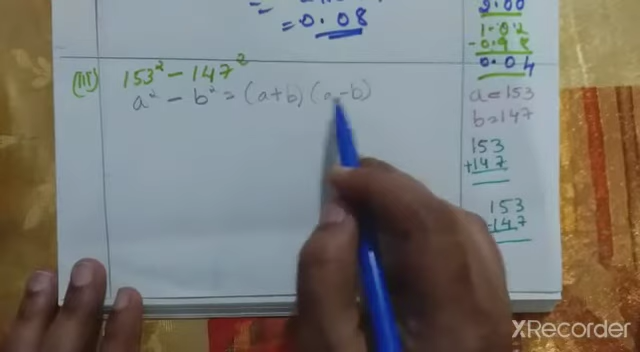 = 0.08
(III) 153² - 147²
a² - b² = (a+b) (a-b)
2.00
1.02
-0.98
0.04
a = 153
b = 147
153
+147
153
-147
XRecorder